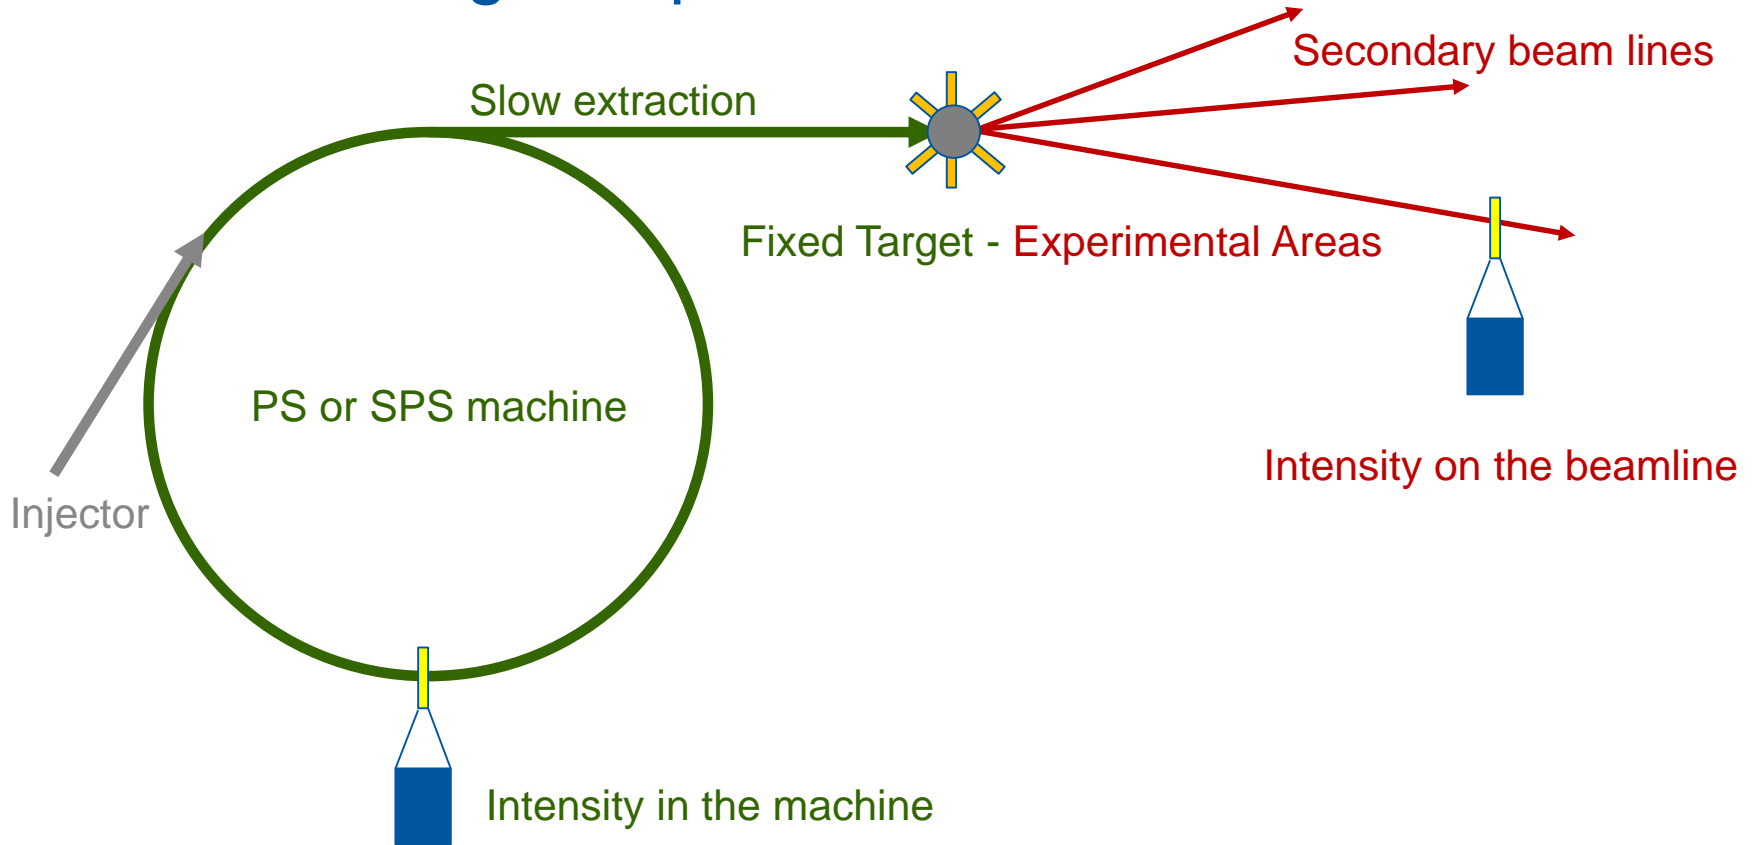 Secondary beam lines
Slow extraction
Fixed Target - Experimental Areas
PS or SPS machine
Intensity on the beamline
Injector
Intensity in the machine